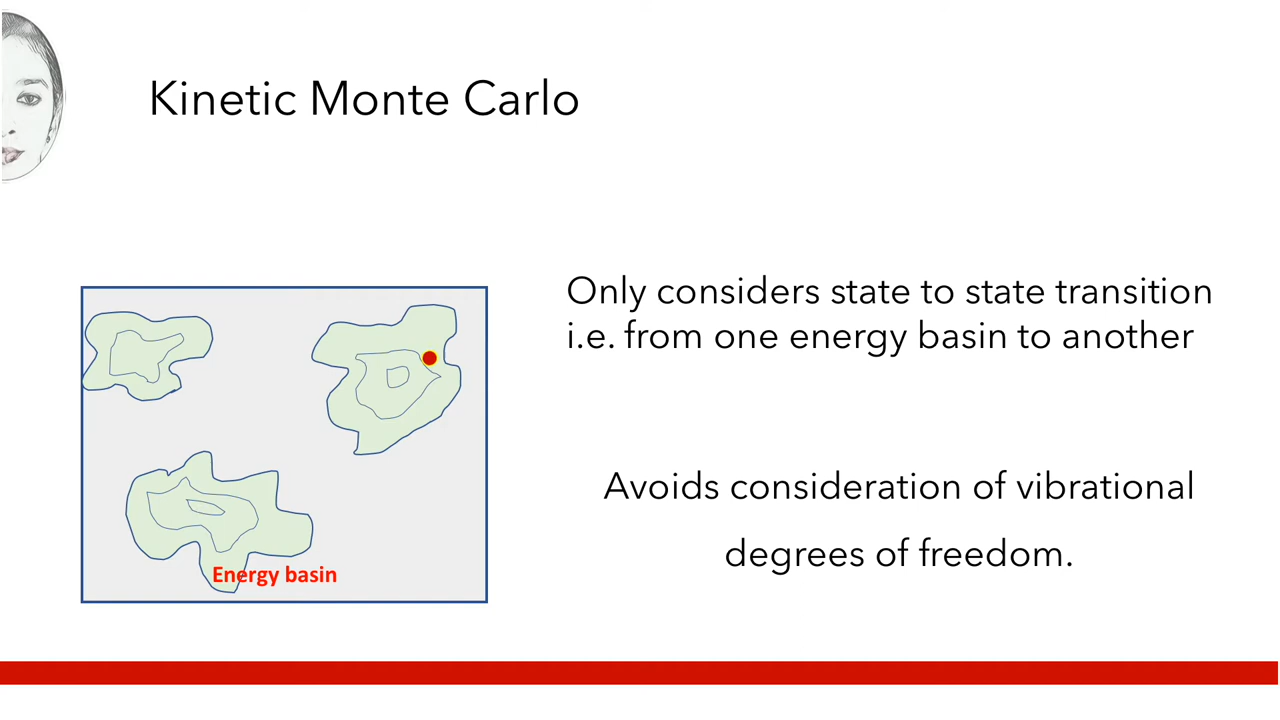 Kinetic Monte Carlo
Only considers state to state transition
i.e. from one energy basin to another
Avoids consideration of vibrational
degrees of freedom.
Energy basin